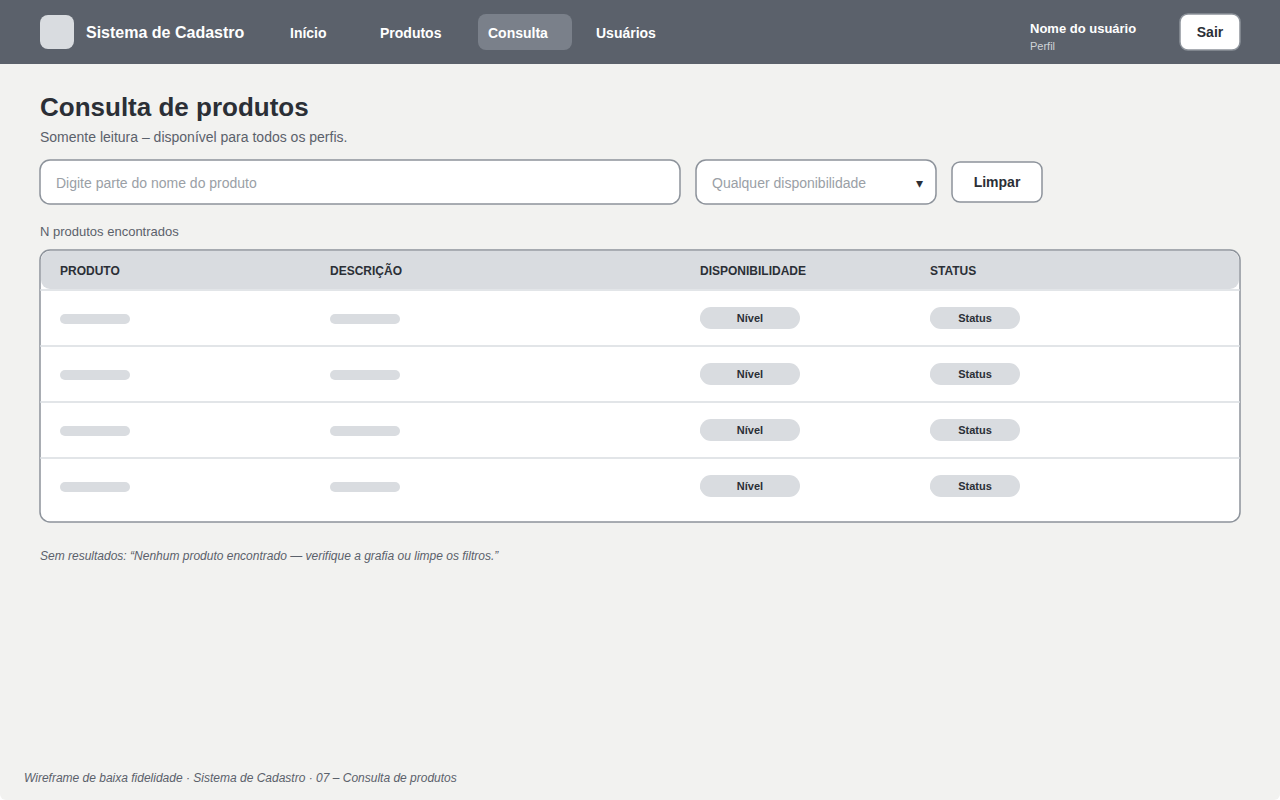 Sistema de Cadastro Início Produtos Consulta Usuários Nome do usuário Sair
Perfil
Consulta de produtos
Somente leitura – disponível para todos os perfis.
Digite parte do nome do produto Qualquer disponibilidade ▾ Limpar
N produtos encontrados
PRODUTO DESCRIÇÃO DISPONIBILIDADE STATUS
Nível Status
Nível Status
Nível Status
Nível Status
Sem resultados: “Nenhum produto encontrado — verifique a grafia ou limpe os filtros.”
Wireframe de baixa fidelidade · Sistema de Cadastro · 07 – Consulta de produtos